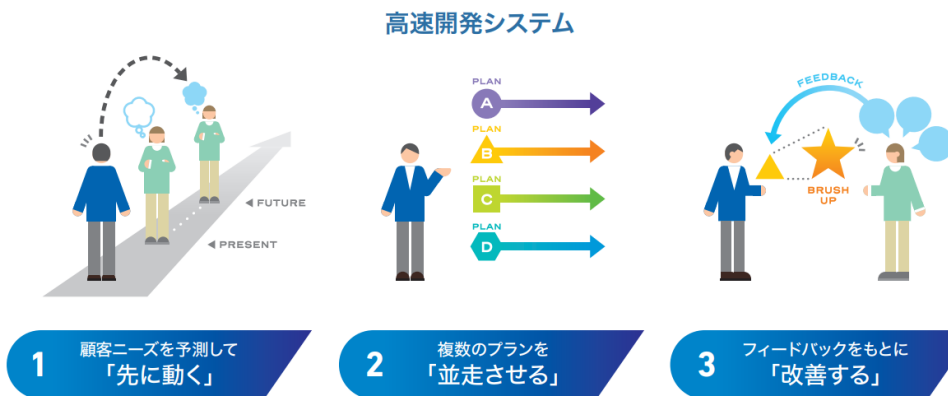 高速開発システム
FUTURE
PRESENT
PLAN
A
PLAN
B
PLAN
C
PLAN
D
FEEDBACK
BRUSH
UP
1
顧客ニーズを予測して
「先に動く」
2
複数のプランを
「並走させる」
3
フィードバックをもとに
「改善する」